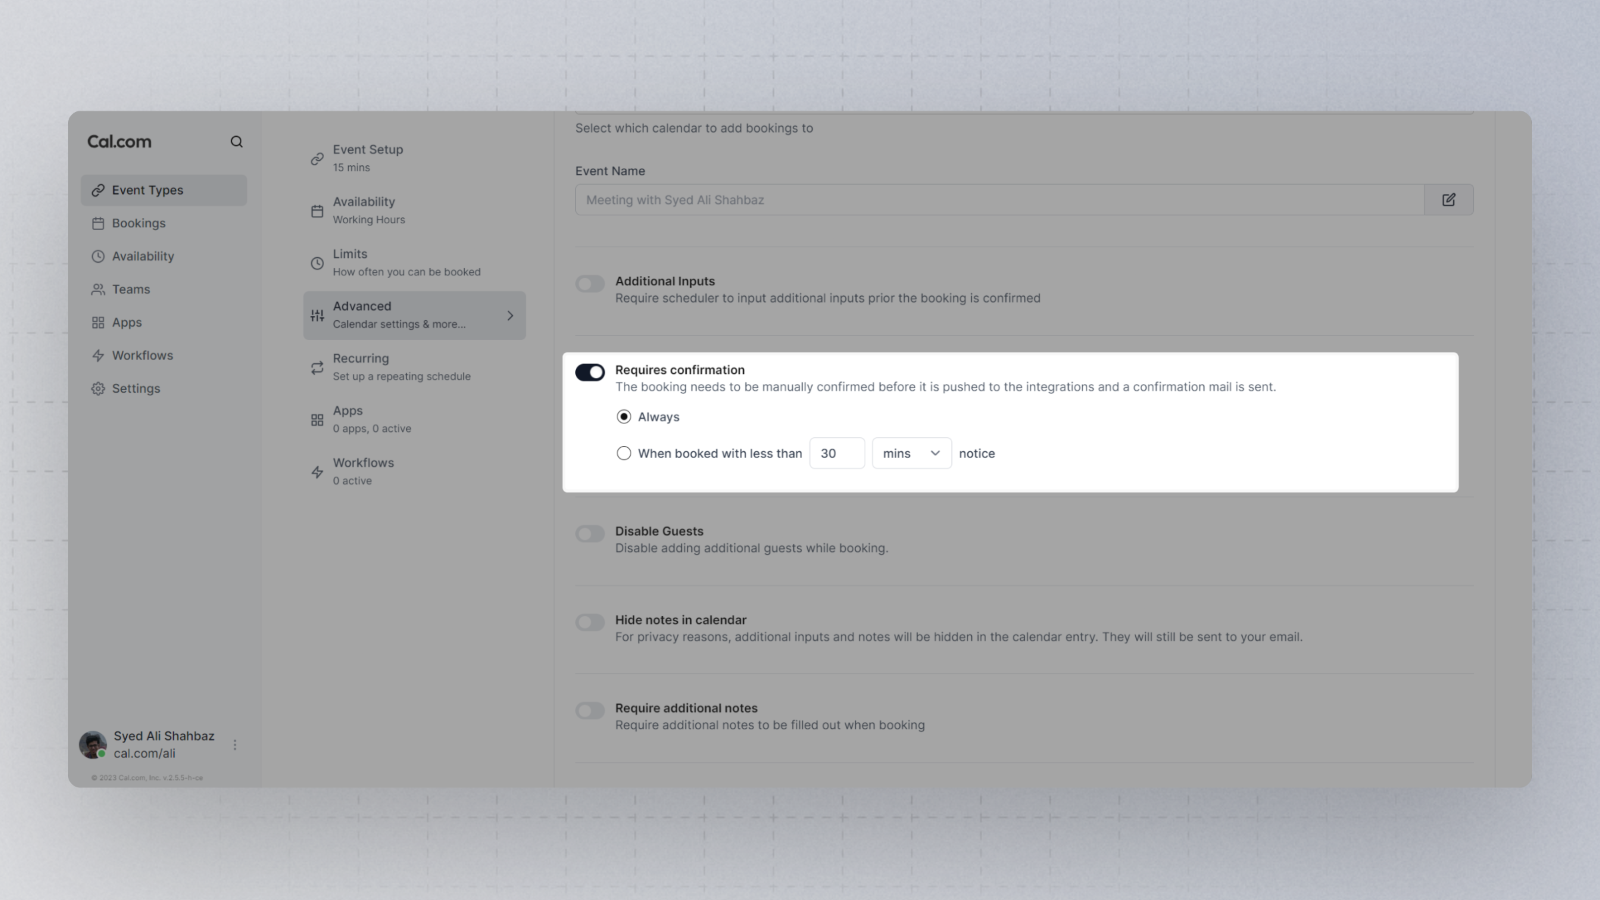 Cal.com
Event Types
Bookings
Availability
Teams
Apps
Workflows
Settings
Syed Ali Shahbaz
cal.com/ali
© 2023 Cal.com, Inc. v.2.5.5-h-ce
Event Setup
15 mins
Availability
Working Hours
Limits
How often you can be booked
Advanced
Calendar settings & more...
Recurring
Set up a repeating schedule
Apps
0 apps, 0 active
Workflows
0 active
Select which calendar to add bookings to
Event Name
Meeting with Syed Ali Shahbaz
Additional Inputs
Require scheduler to input additional inputs prior the booking is confirmed
Requires confirmation
The booking needs to be manually confirmed before it is pushed to the integrations and a confirmation mail is sent.
Always
When booked with less than 30 mins notice
Disable Guests
Disable adding additional guests while booking.
Hide notes in calendar
For privacy reasons, additional inputs and notes will be hidden in the calendar entry. They will still be sent to your email.
Require additional notes
Require additional notes to be filled out when booking